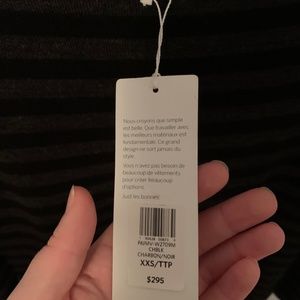 Nous croyons que simple
est belle. Que travailler avec
les meilleurs matériaux est
fondamentale. Ce grand
design ne sort jamais du
style.
Vous n'avez pas besoin de
beaucoup de vêtements
pour créer beaucoup
d'options.
Just les bonnes.
CHBLK
CHARBON/NOIR
XXS/TTP
$295